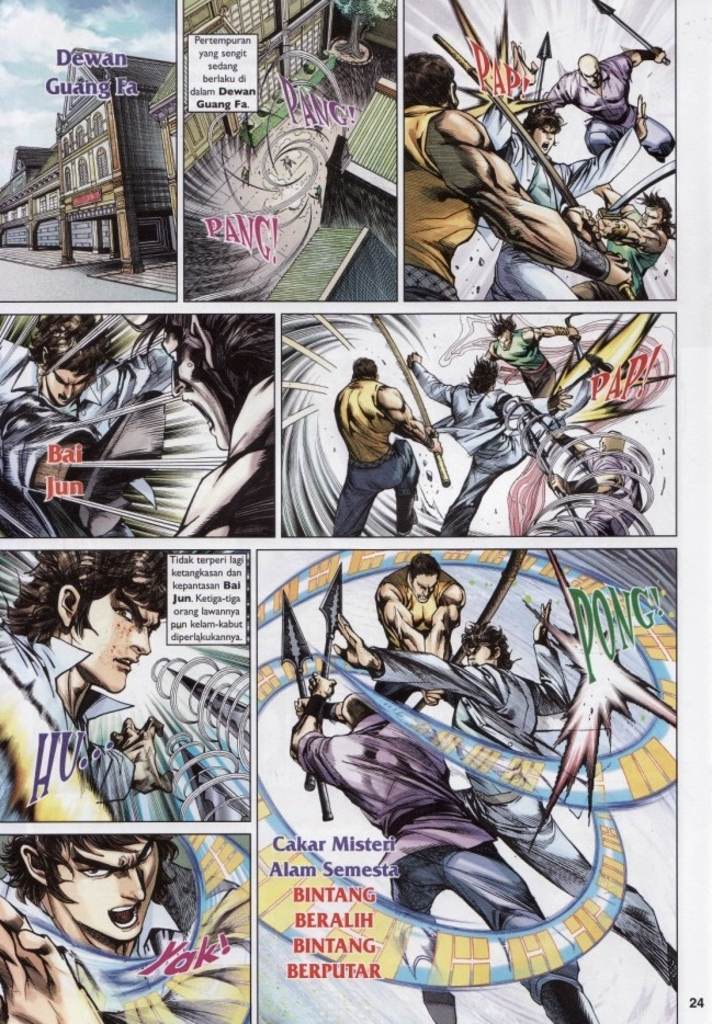 Dewan
Guang Fa
Pertempuran
yang sengit
sedang
berlaku di
dalam Dewan
Guang Fa.
PANG!
PANG!
PAP!
Bai
Jun
PAP!
Tidak terperi lagi
ketangkasan dan
kepantasan Bai
Jun. Ketiga-tiga
orang lawannya
pun kelam-kabut
diperlakukannya.
HU...
PONG!
Cakar Misteri
Alam Semesta
BINTANG
BERALIH
BINTANG
BERPUTAR
Yak!
24